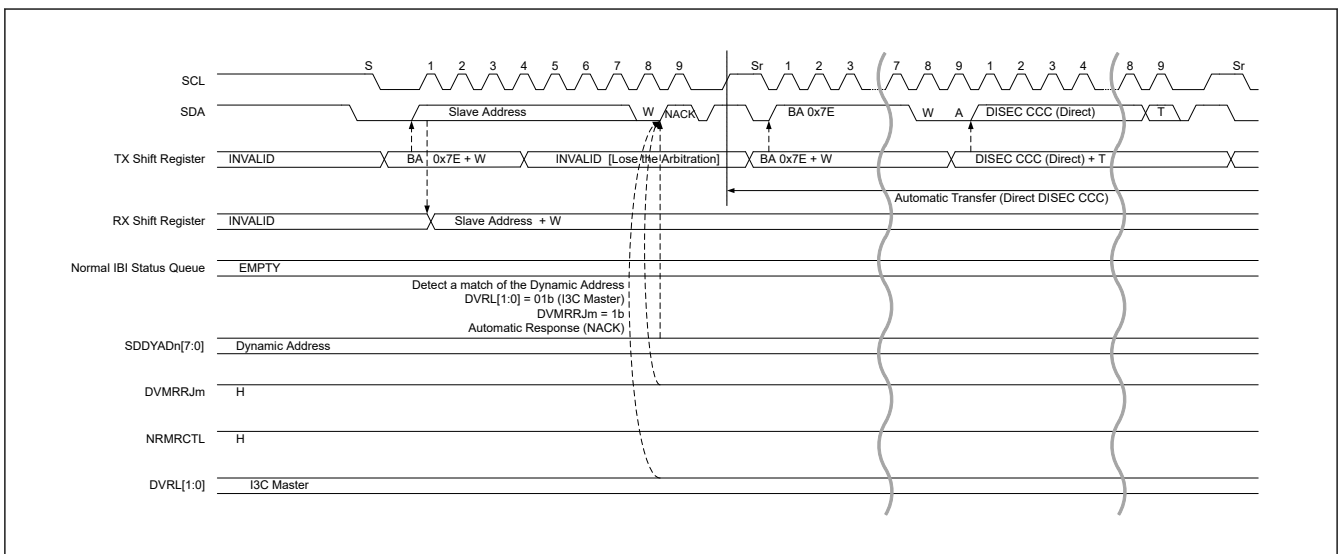 S 1 2 3 4 5 6 7 8 9 Sr 1 2 3 7 8 9 1 2 3 4 8 9 Sr
SCL
SDA Slave Address W NACK BA 0x7E W A DISEC CCC (Direct) T
TX Shift Register INVALID BA 0x7E + W INVALID [Lose the Arbitration] BA 0x7E + W DISEC CCC (Direct) + T
Automatic Transfer (Direct DISEC CCC)
RX Shift Register INVALID Slave Address + W
Normal IBI Status Queue EMPTY
Detect a match of the Dynamic Address
DVRL[1:0] = 01b (I3C Master)
DVMRRJm = 1b
Automatic Response (NACK)
SDDYADn[7:0] Dynamic Address
DVMRRJm H
NRMRCTL H
DVRL[1:0] I3C Master